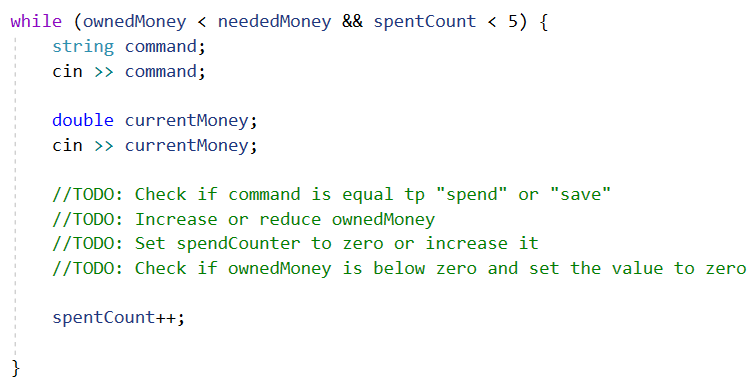 while (ownedMoney < neededMoney && spentCount < 5) {
    string command;
    cin >> command;

    double currentMoney;
    cin >> currentMoney;

    //TODO: Check if command is equal tp "spend" or "save"
    //TODO: Increase or reduce ownedMoney
    //TODO: Set spendCounter to zero or increase it
    //TODO: Check if ownedMoney is below zero and set the value to zero

    spentCount++;

}